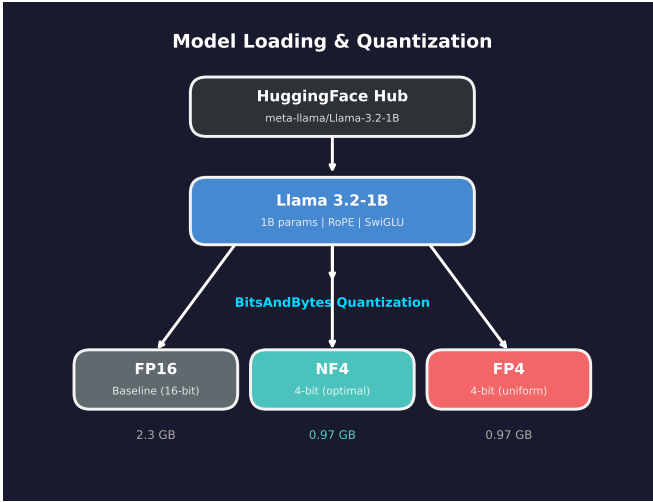 Model Loading & Quantization
HuggingFace Hub
meta-llama/Llama-3.2-1B
Llama 3.2-1B
1B params | RoPE | SwiGLU
BitsAndBytes Quantization
FP16
Baseline (16-bit)
NF4
4-bit (optimal)
FP4
4-bit (uniform)
2.3 GB
0.97 GB
0.97 GB